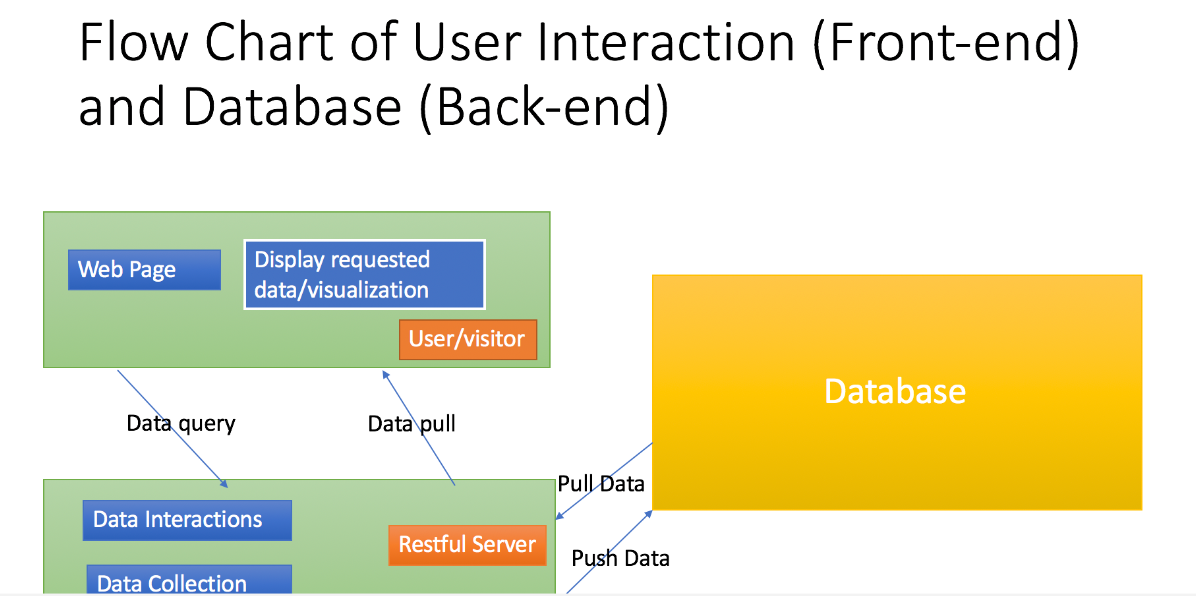 Flow Chart of User Interaction (Front-end)
and Database (Back-end)
Web Page
Display requested
data/visualization
User/visitor
Database
Data query
Data pull
Pull Data
Data Interactions
Restful Server
Push Data
Data Collection